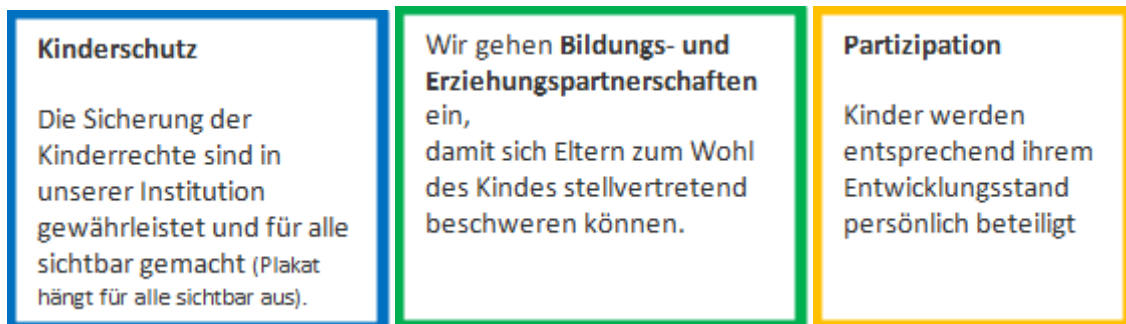 Kinderschutz
Die Sicherung der
Kinderrechte sind in
unserer Institution
gewährleistet und für alle
sichtbar gemacht (Plakat
hängt für alle sichtbar aus).
Wir gehen Bildungs- und
Erziehungspartnerschaften
ein,
damit sich Eltern zum Wohl
des Kindes stellvertretend
beschweren können.
Partizipation
Kinder werden
entsprechend ihrem
Entwicklungsstand
persönlich beteiligt